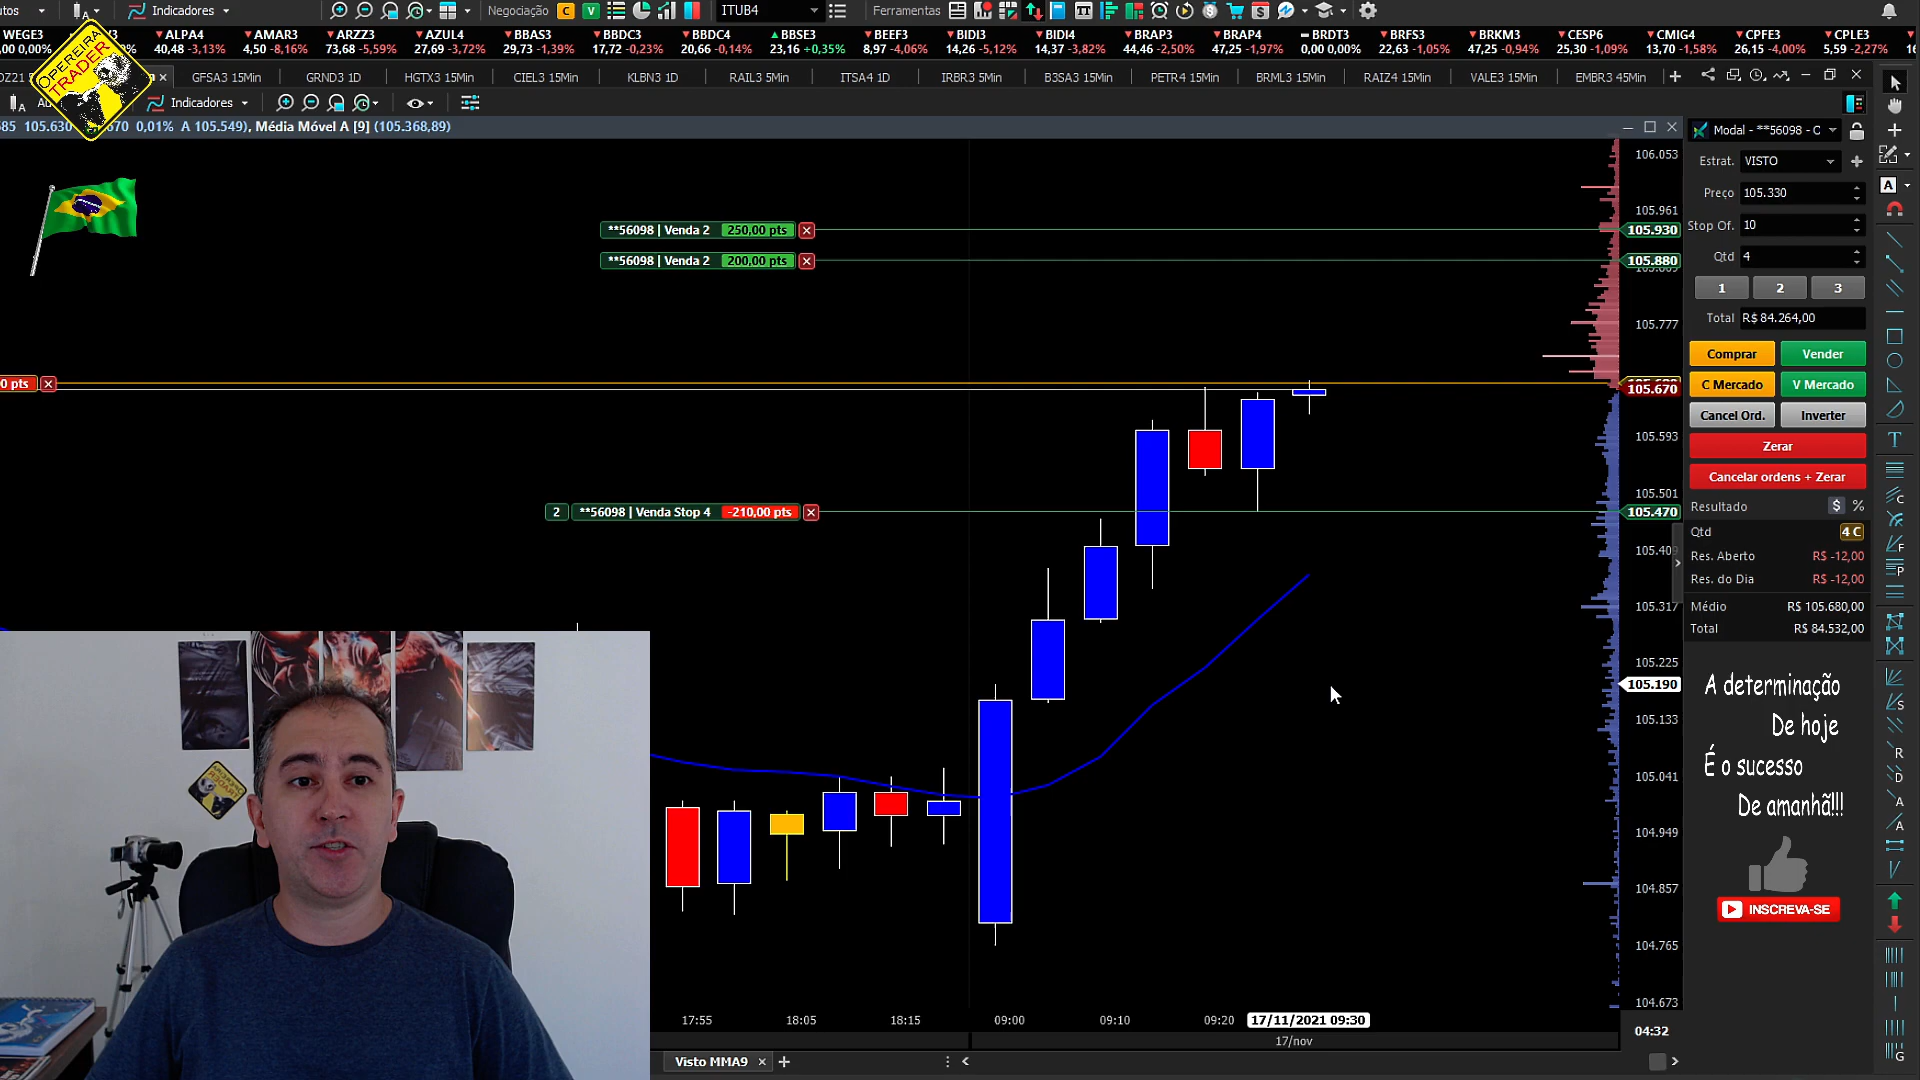 Indicadores
Negociação
ITUB4
Ferramentas
WEGE3 ALPA4 AMAR3 ARZZ3 AZUL4 BBAS3 BBDC3 BBDC4 BBSE3 BEEF3 BIDI3 BIDI4 BRAP3 BRAP4 BRDT3 BRFS3 BRKM3 CESP6 CMIG4 CPFE3 CPLE3
0,00% 40,48 -3,13% 4,50 -8,16% 73,68 -5,59% 27,69 -3,72% 29,73 -1,39% 17,72 -0,23% 20,66 -0,14% 23,16 +0,35% 8,97 -4,06% 14,26 -5,12% 14,37 -3,82% 44,46 -2,50% 47,25 -1,97% 0,00 0,00% 22,63 -1,05% 47,25 -0,94% 25,30 -1,09% 13,70 -1,58% 26,15 -4,00% 5,59 -2,27%
GFSA3 15Min GRND3 1D HGTX3 15Min CIEL3 15Min KLBN3 1D RAIL3 5Min ITSA4 1D IRBR3 5Min B3SA3 15Min PETR4 15Min BRML3 15Min RAIZ4 15Min VALE3 15Min EMBR3 45Min
OPEREIRA
TRADER
Indicadores
105.630 0,01% A 105.549), Média Móvel A [9] (105.368,89)
**56098 | Venda 2 250,00 pts
**56098 | Venda 2 200,00 pts
0 pts
2 **56098 | Venda Stop 4 -210,00 pts
106.053
105.961
105.930
105.880
105.777
105.670
105.593
105.501
105.470
105.409
105.317
105.225
105.190
105.133
105.041
104.949
104.857
104.765
104.673
Modal - **56098 - C
Estrat. VISTO
Preço 105.330
Stop Of. 10
Qtd 4
1 2 3
Total R$ 84.264,00
Comprar Vender
C Mercado V Mercado
Cancel Ord. Inverter
Zerar
Cancelar ordens + Zerar
Resultado $ %
Qtd 4 C
Res. Aberto R$ -12,00
Res. do Dia R$ -12,00
Médio R$ 105.680,00
Total R$ 84.532,00
A determinação
De hoje
É o sucesso
De amanhã!!!
INSCREVA-SE
17:55 18:05 18:15 09:00 09:10 09:20 17/11/2021 09:30
04:32
17/nov
Visto MMA9